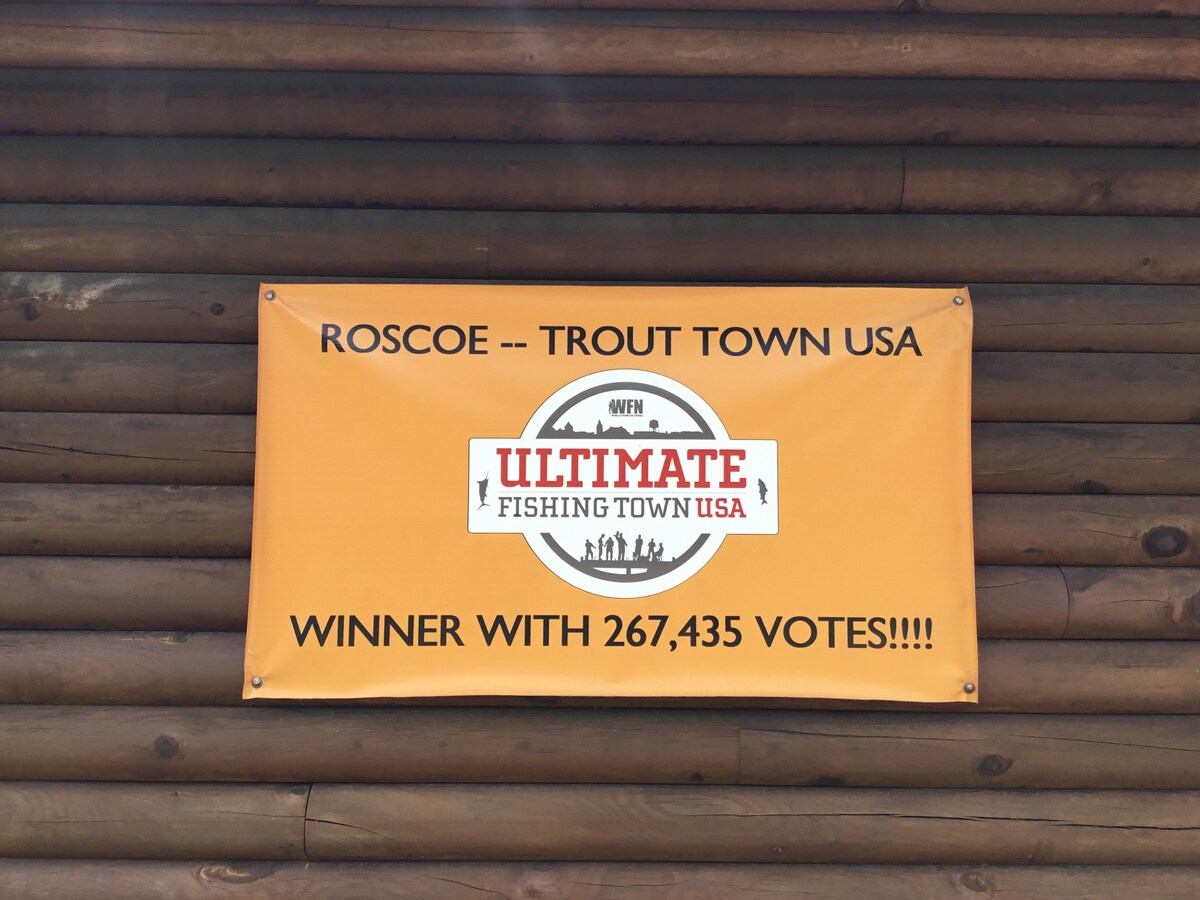 ROSCOE -- TROUT TOWN USA
WFN
ULTIMATE
FISHING TOWN USA
WINNER WITH 267,435 VOTES!!!!